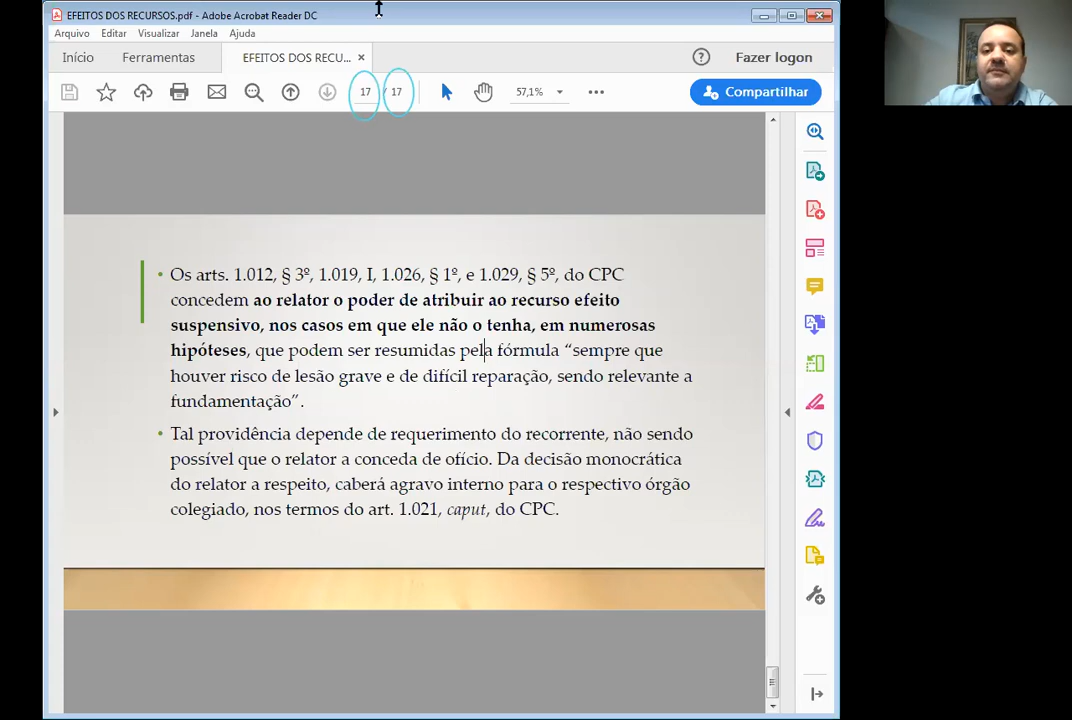 EFEITOS DOS RECURSOS.pdf - Adobe Acrobat Reader DC
Arquivo Editar Visualizar Janela Ajuda
Início Ferramentas EFEITOS DOS RECU... × Fazer logon
17 / 17 57,1% Compartilhar
• Os arts. 1.012, § 3º, 1.019, I, 1.026, § 1º, e 1.029, § 5º, do CPC
concedem ao relator o poder de atribuir ao recurso efeito
suspensivo, nos casos em que ele não o tenha, em numerosas
hipóteses, que podem ser resumidas pela fórmula “sempre que
houver risco de lesão grave e de difícil reparação, sendo relevante a
fundamentação”.
• Tal providência depende de requerimento do recorrente, não sendo
possível que o relator a conceda de ofício. Da decisão monocrática
do relator a respeito, caberá agravo interno para o respectivo órgão
colegiado, nos termos do art. 1.021, caput, do CPC.